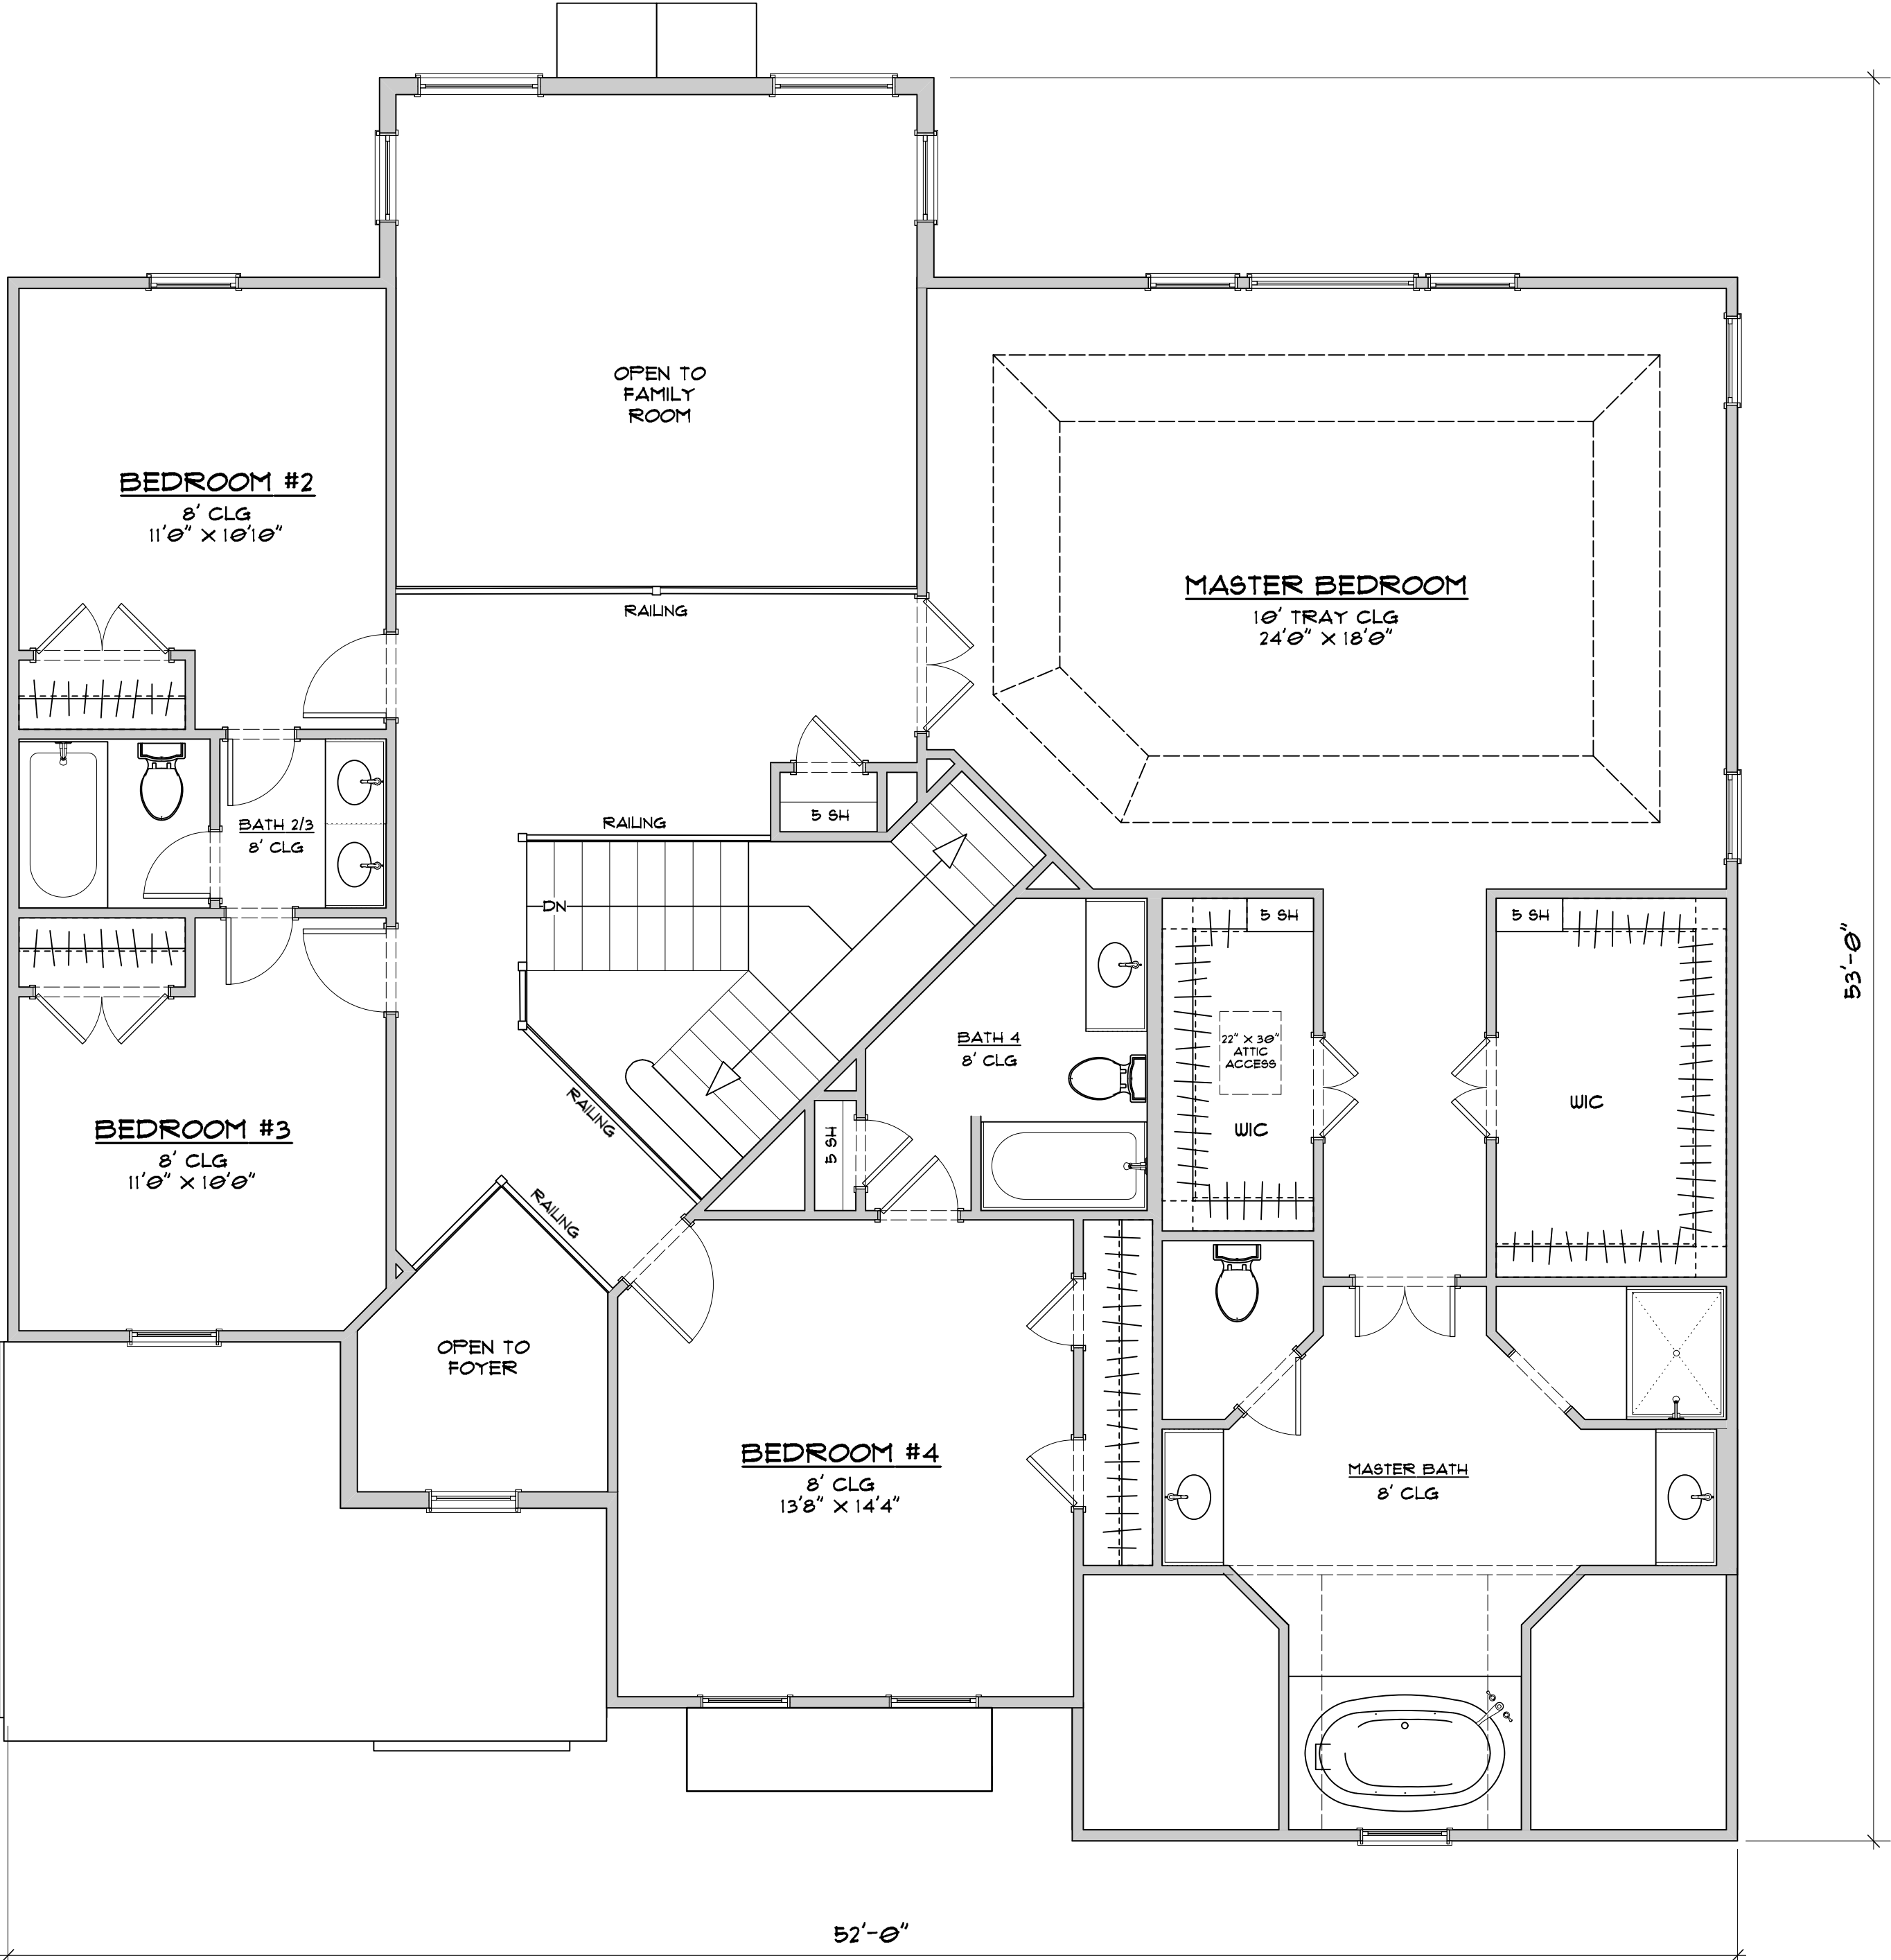 OPEN TO
FAMILY
ROOM
BEDROOM #2
8' CLG
11'0" X 10'10"
RAILING
MASTER BEDROOM
10' TRAY CLG
24'0" X 18'0"
BATH 2/3
8' CLG
RAILING
5 SH
DN
5 SH
5 SH
53'-0"
BATH 4
8' CLG
22" X 30"
ATTIC
ACCESS
WIC
WIC
RAILING
5 SH
BEDROOM #3
8' CLG
11'0" X 10'0"
RAILING
OPEN TO
FOYER
BEDROOM #4
8' CLG
13'8" X 14'4"
MASTER BATH
8' CLG
52'-0"